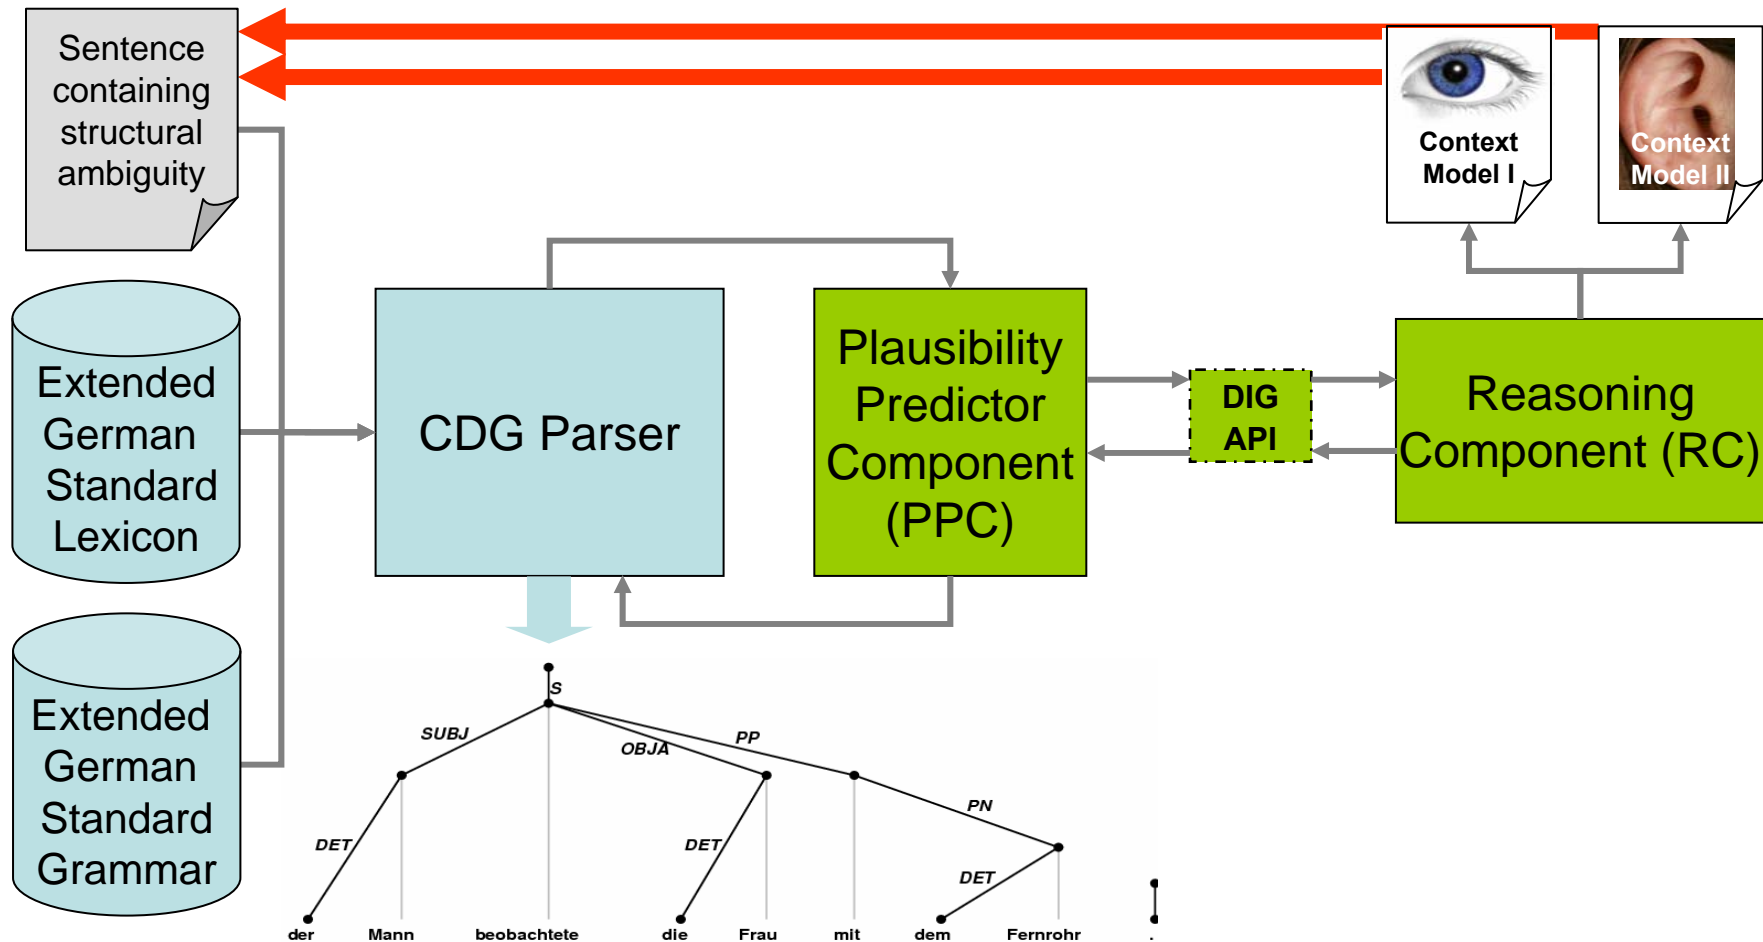 Sentence
containing
structural
ambiguity
Context
Model I
Context
Model II
Extended
German
Standard
Lexicon
CDG Parser
Plausibility
Predictor
Component
(PPC)
DIG
API
Reasoning
Component (RC)
Extended
German
Standard
Grammar
S
SUBJ
OBJA
PP
PN
DET
DET
DET
der Mann beobachtete die Frau mit dem Fernrohr .